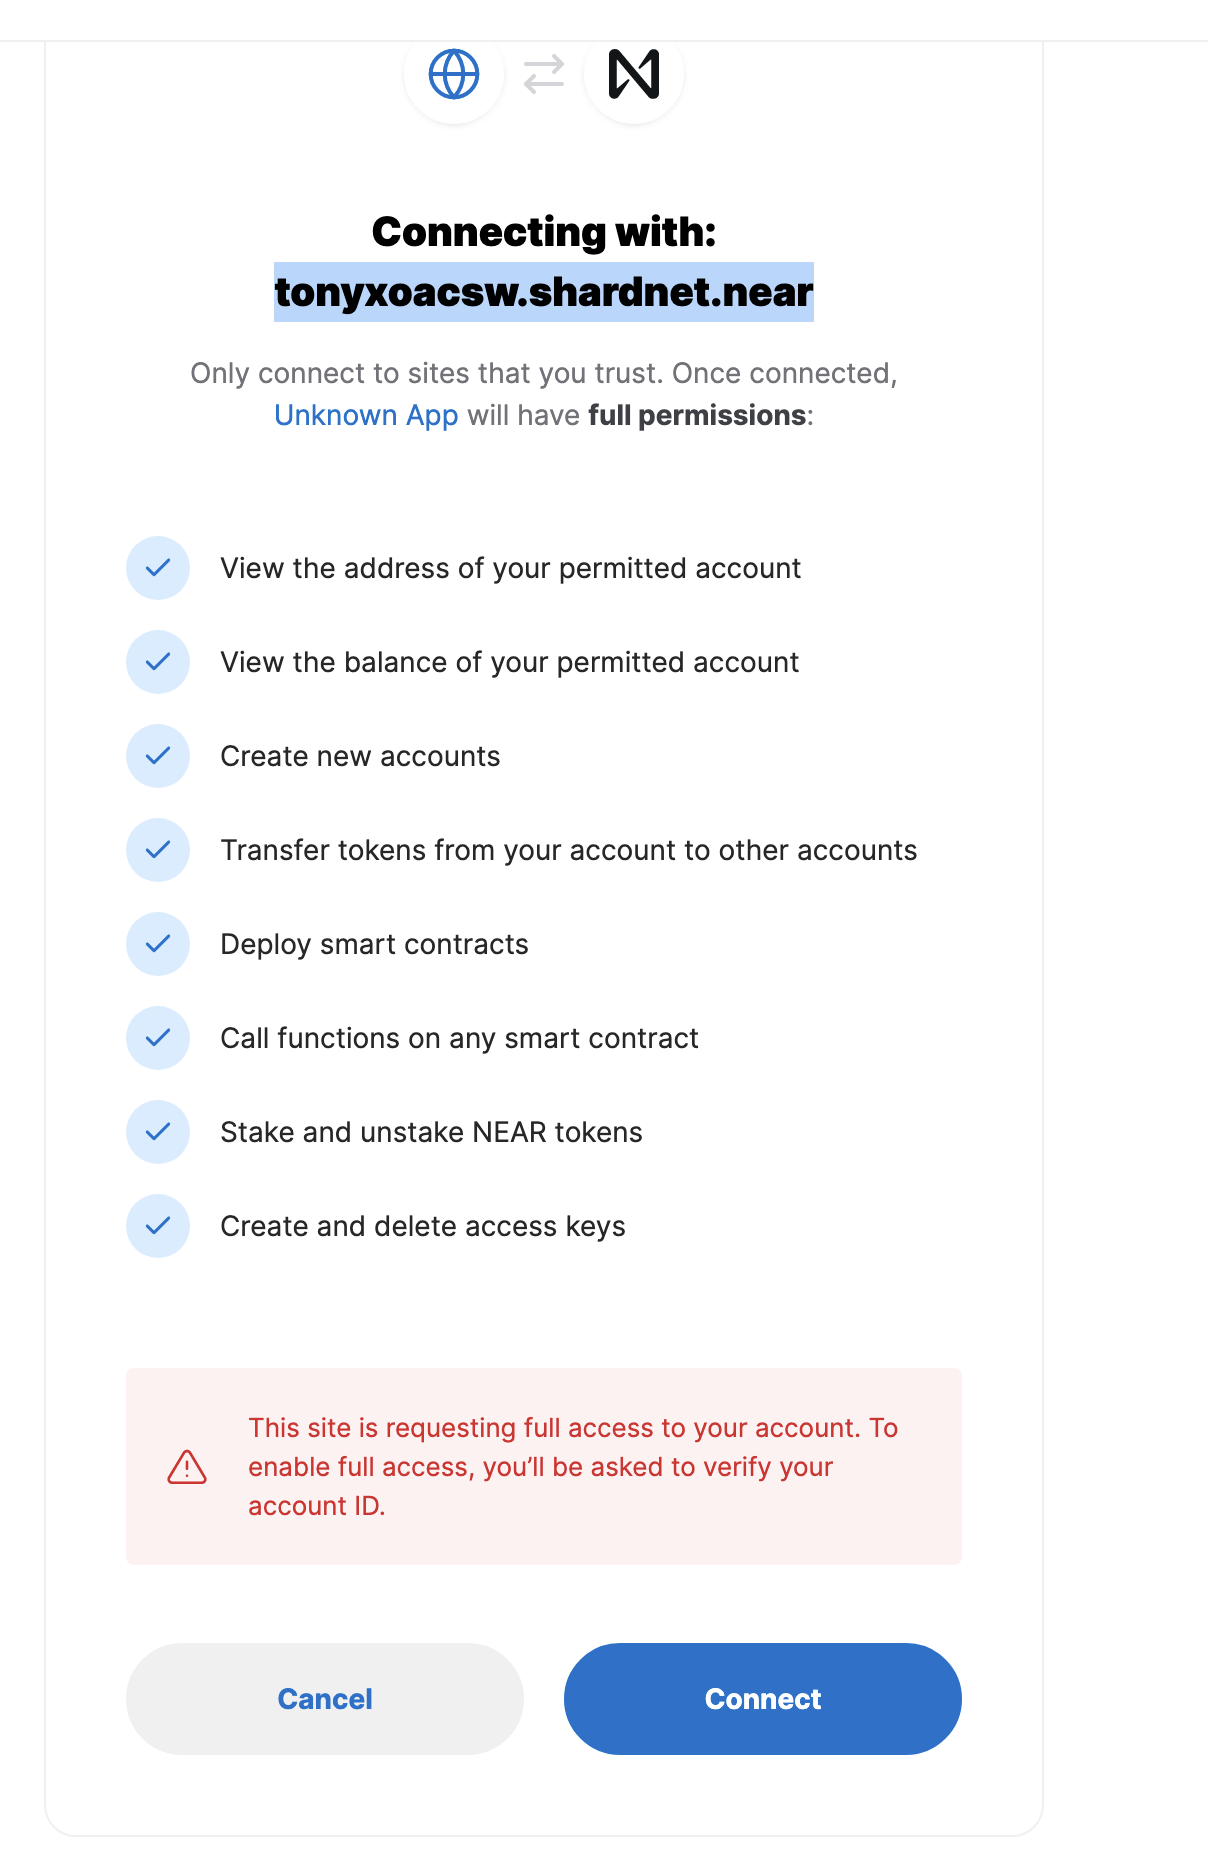 Connecting with:
tonyxoacsw.shardnet.near
Only connect to sites that you trust. Once connected,
Unknown App will have full permissions:
View the address of your permitted account
View the balance of your permitted account
Create new accounts
Transfer tokens from your account to other accounts
Deploy smart contracts
Call functions on any smart contract
Stake and unstake NEAR tokens
Create and delete access keys
This site is requesting full access to your account. To
enable full access, you’ll be asked to verify your
account ID.
Cancel
Connect